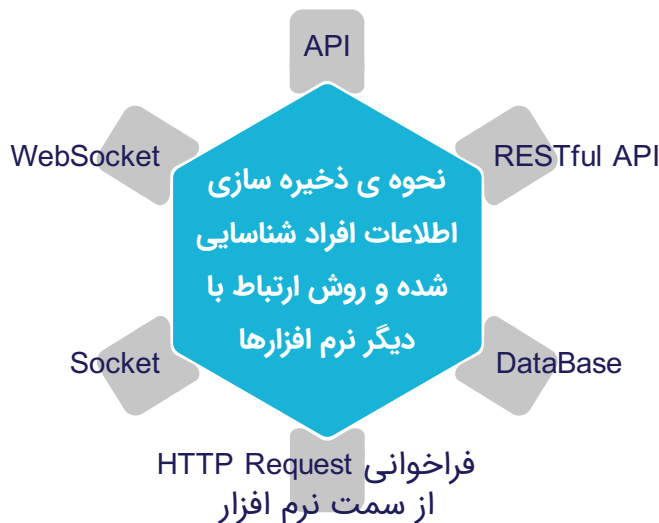 API
WebSocket
RESTful API
نحوه ی ذخیره سازی
اطلاعات افراد شناسایی
شده و روش ارتباط با
دیگر نرم افزارها
Socket
DataBase
فراخوانی HTTP Request
از سمت نرم افزار